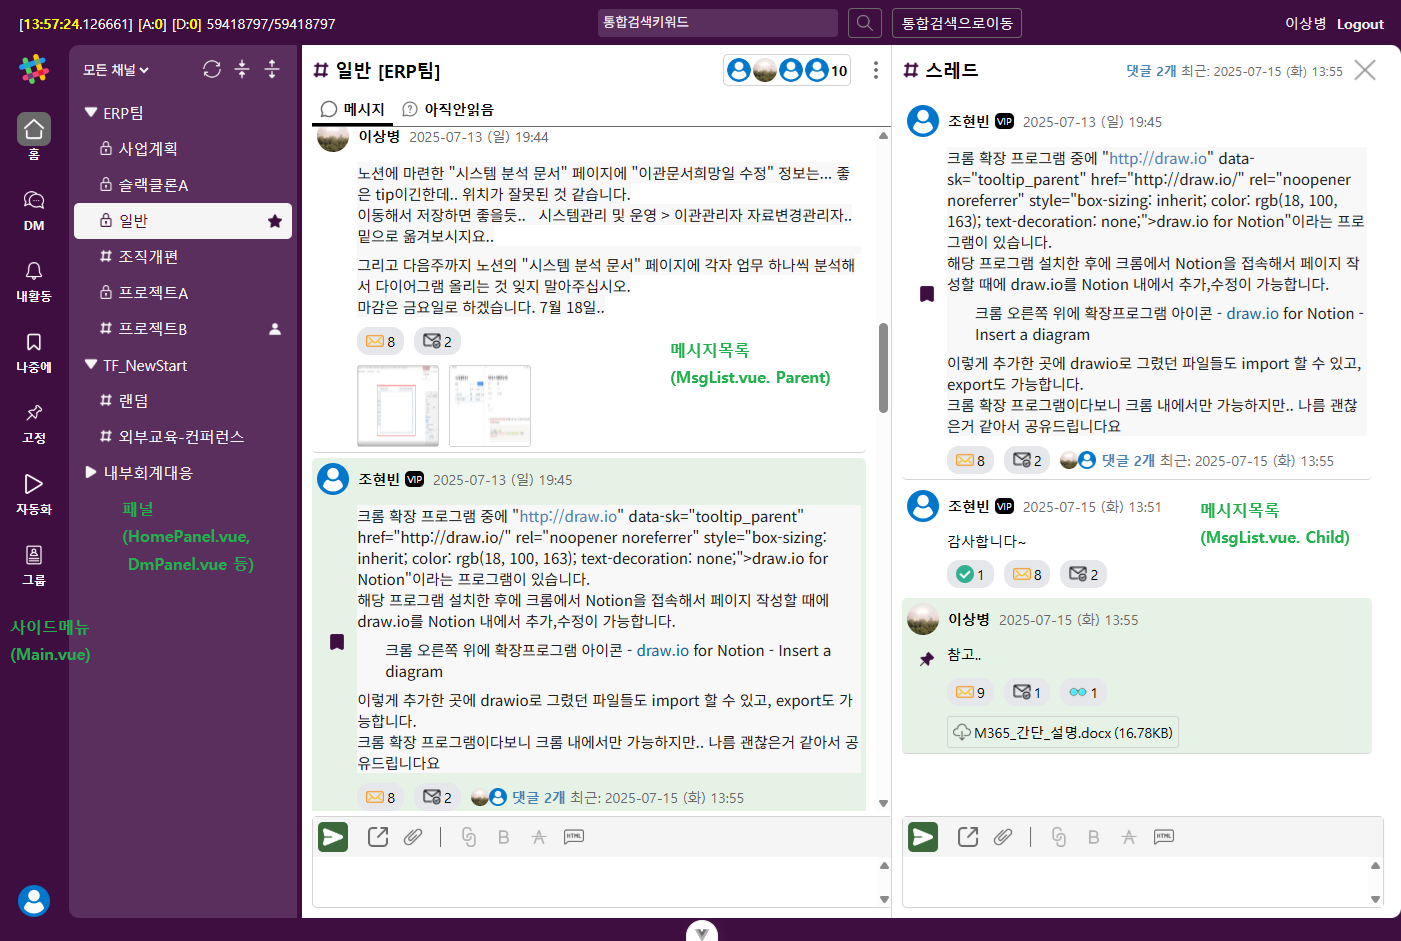 [13:57:24.126661] [A:0] [D:0] 59418797/59418797
통합검색키워드
통합검색으로이동
이상병 Logout
홈
DM
내활동
나중에
고정
자동화
그룹
사이드메뉴
(Main.vue)
모든 채널
ERP팀
사업계획
슬랙클론A
일반
조직개편
프로젝트A
프로젝트B
TF_NewStart
랜덤
외부교육-컨퍼런스
내부회계대응
패널
(HomePanel.vue,
DmPanel.vue 등)
일반 [ERP팀]
10
메시지 아직안읽음
이상병 2025-07-13 (일) 19:44
노션에 마련한 "시스템 분석 문서" 페이지에 "이관문서희망일 수정" 정보는... 좋
은 tip이긴한데.. 위치가 잘못된 것 같습니다.
이동해서 저장하면 좋을듯.. 시스템관리 및 운영 > 이관관리자 자료변경관리자..
밑으로 옮겨보시지요..
그리고 다음주까지 노션의 "시스템 분석 문서" 페이지에 각자 업무 하나씩 분석해
서 다이어그램 올리는 것 잊지 말아주십시오.
마감은 금요일로 하겠습니다. 7월 18일..
8 2
메시지목록
(MsgList.vue. Parent)
조현빈 VIP 2025-07-13 (일) 19:45
크롬 확장 프로그램 중에 "http://draw.io" data-sk="tooltip_parent"
href="http://draw.io/" rel="noopener noreferrer" style="box-sizing:
inherit; color: rgb(18, 100, 163); text-decoration: none;">draw.io for
Notion"이라는 프로그램이 있습니다.
해당 프로그램 설치한 후에 크롬에서 Notion을 접속해서 페이지 작성할 때에
draw.io를 Notion 내에서 추가,수정이 가능합니다.
크롬 오른쪽 위에 확장프로그램 아이콘 - draw.io for Notion - Insert a
diagram
이렇게 추가한 곳에 drawio로 그렸던 파일들도 import 할 수 있고, export도 가
능합니다.
크롬 확장 프로그램이다보니 크롬 내에서만 가능하지만.. 나름 괜찮은거 같아서 공
유드립니다요
8 2 댓글 2개 최근: 2025-07-15 (화) 13:55
HTML
스레드
댓글 2개 최근: 2025-07-15 (화) 13:55
조현빈 VIP 2025-07-13 (일) 19:45
크롬 확장 프로그램 중에 "http://draw.io" data-
sk="tooltip_parent" href="http://draw.io/" rel="noopener
noreferrer" style="box-sizing: inherit; color: rgb(18, 100,
163); text-decoration: none;">draw.io for Notion"이라는 프로
그램이 있습니다.
해당 프로그램 설치한 후에 크롬에서 Notion을 접속해서 페이지 작
성할 때에 draw.io를 Notion 내에서 추가,수정이 가능합니다.
크롬 오른쪽 위에 확장프로그램 아이콘 - draw.io for Notion -
Insert a diagram
이렇게 추가한 곳에 drawio로 그렸던 파일들도 import 할 수 있고,
export도 가능합니다.
크롬 확장 프로그램이다보니 크롬 내에서만 가능하지만.. 나름 괜찮
은거 같아서 공유드립니다요
8 2 댓글 2개 최근: 2025-07-15 (화) 13:55
조현빈 VIP 2025-07-15 (화) 13:51
감사합니다~
1 8 2
메시지목록
(MsgList.vue. Child)
이상병 2025-07-15 (화) 13:55
참고..
9 1 1
M365_간단_설명.docx (16.78KB)
HTML